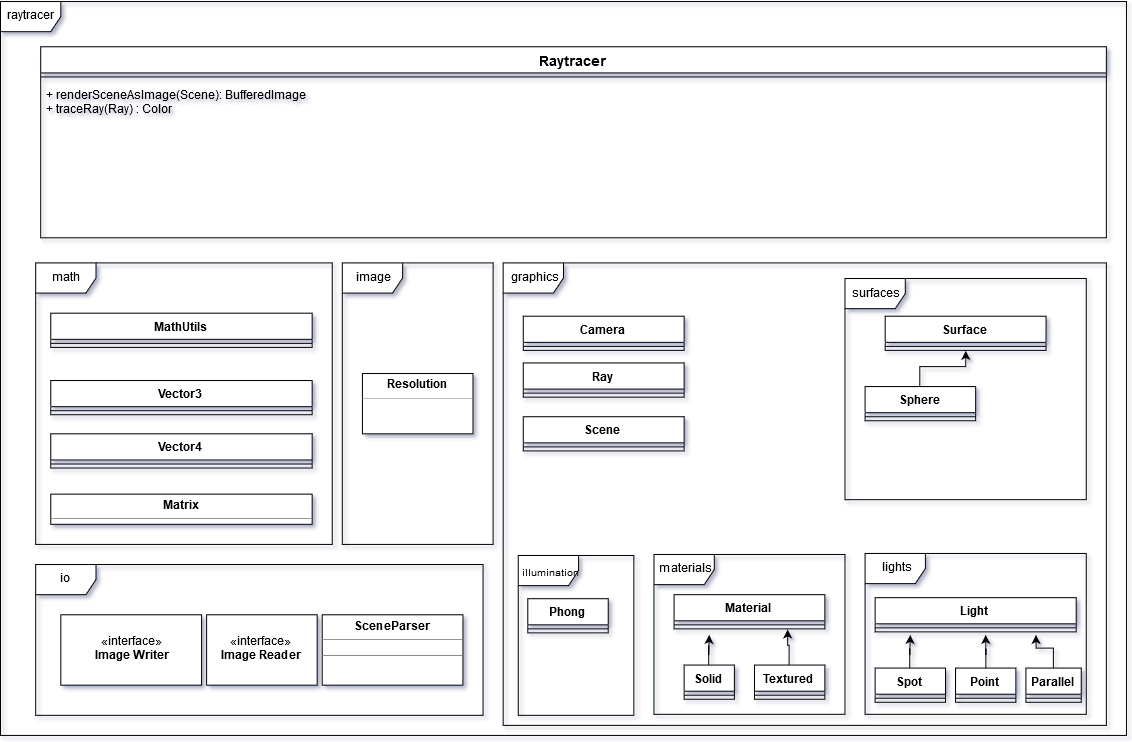 raytracer
Raytracer
+ renderSceneAsImage(Scene): BufferedImage
+ traceRay(Ray) : Color
math
MathUtils
Vector3
Vector4
Matrix
image
Resolution
graphics
Camera
Ray
Scene
surfaces
Surface
Sphere
io
«interface»
Image Writer
«interface»
Image Reader
SceneParser
illumination
Phong
materials
Material
Solid
Textured
lights
Light
Spot
Point
Parallel